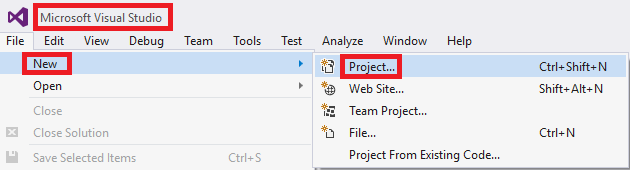 Microsoft Visual Studio
File Edit View Debug Team Tools Test Analyze Window Help
New
Project... Ctrl+Shift+N
Open
Web Site... Shift+Alt+N
Close
Team Project...
Close Solution
File... Ctrl+N
Save Selected Items Ctrl+S
Project From Existing Code...